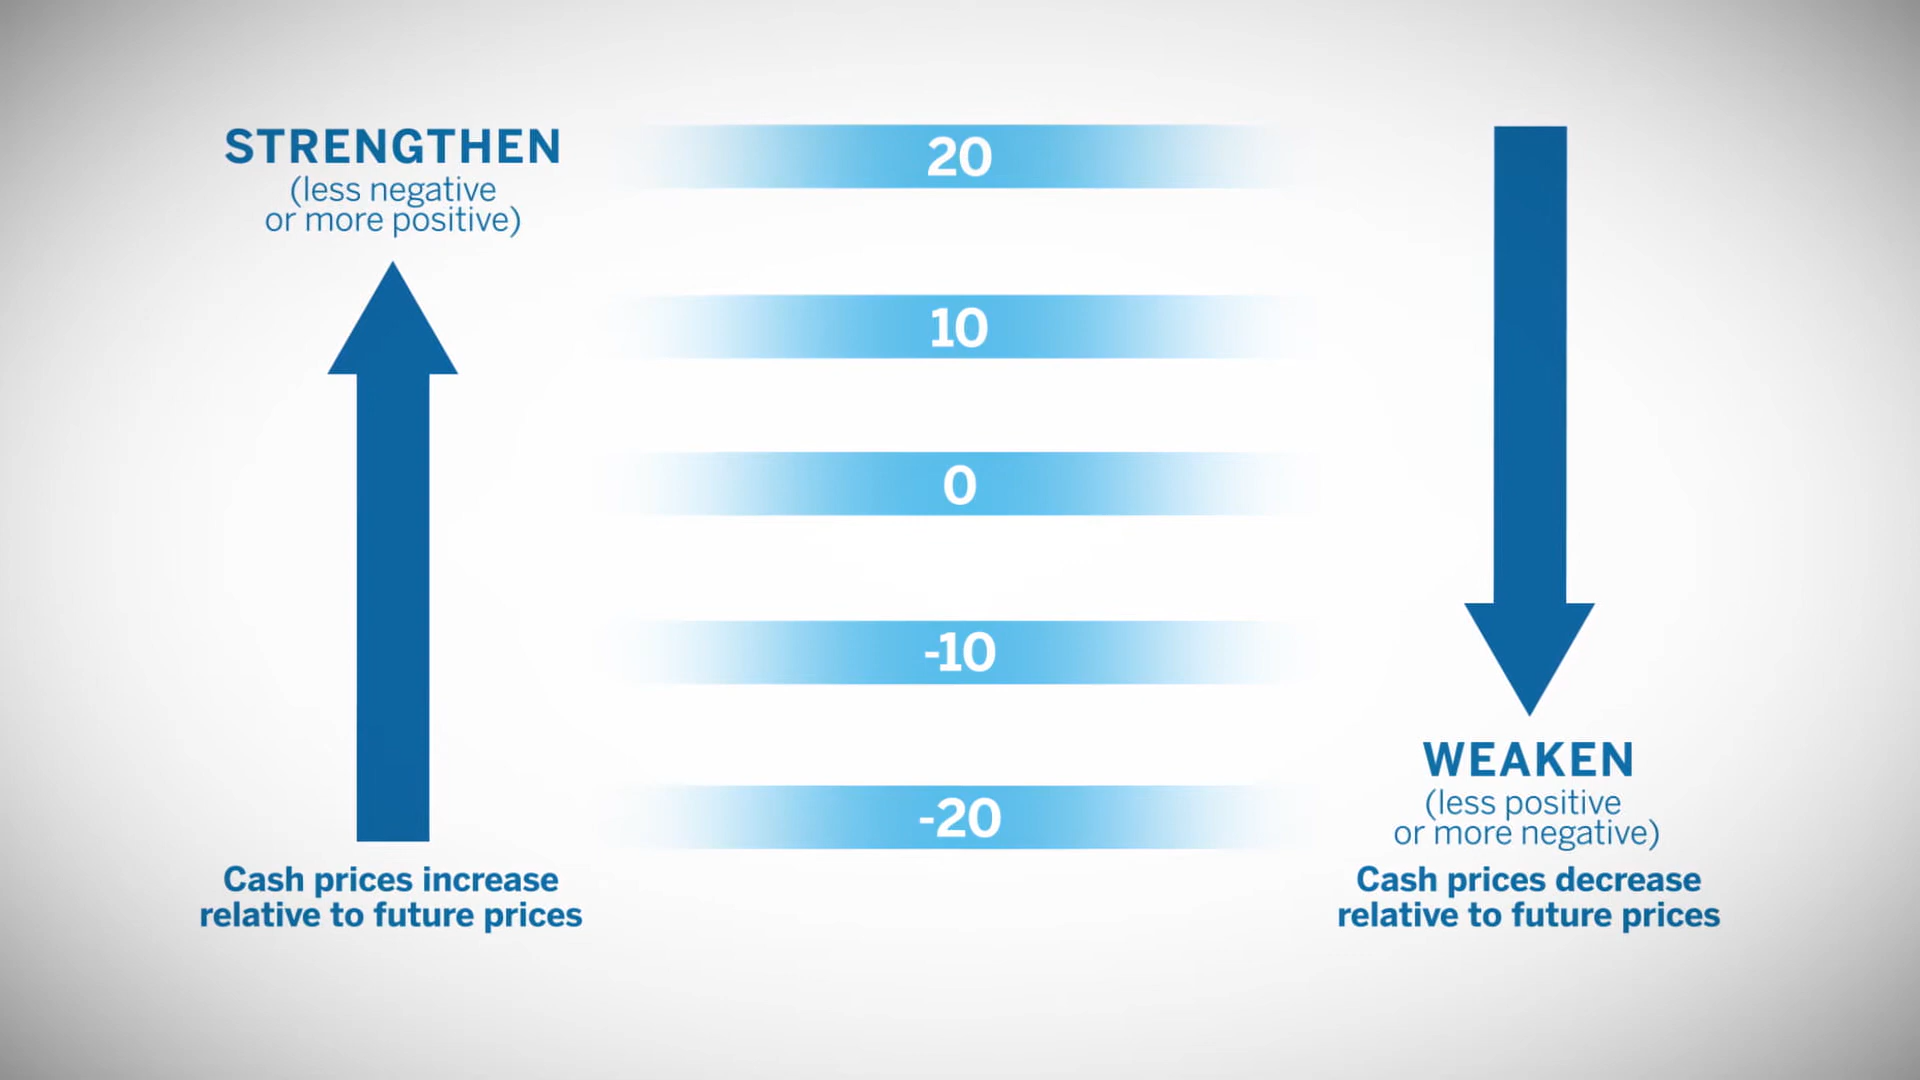 STRENGTHEN
(less negative
or more positive)
Cash prices increase
relative to future prices
20
10
0
-10
-20
WEAKEN
(less positive
or more negative)
Cash prices decrease
relative to future prices